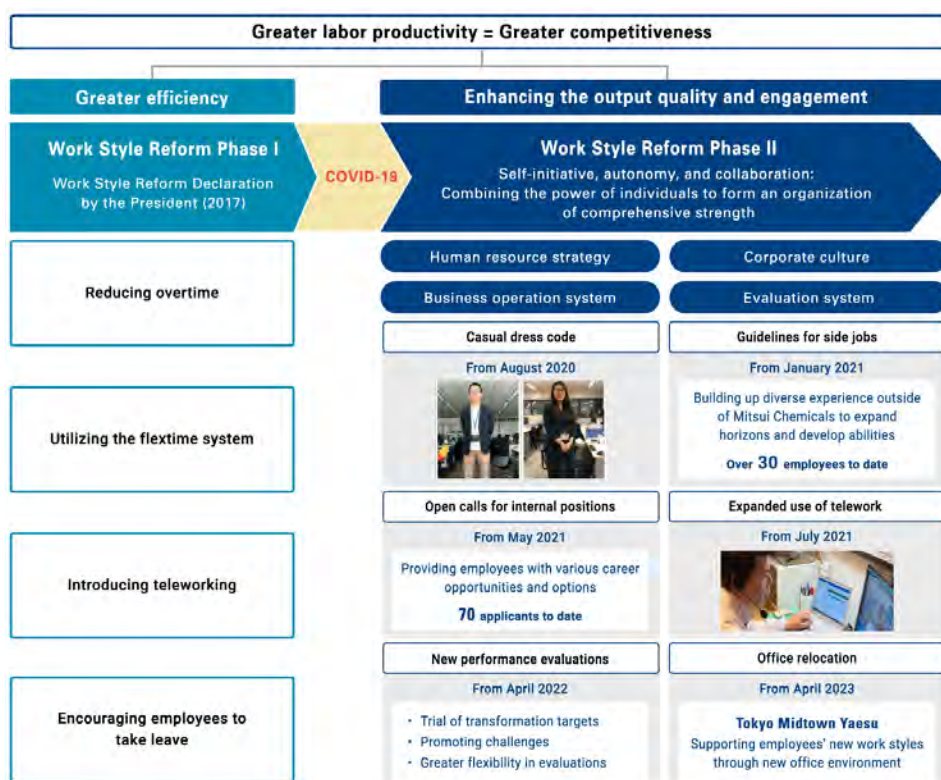 Greater labor productivity = Greater competitiveness
Greater efficiency
Enhancing the output quality and engagement
Work Style Reform Phase I
Work Style Reform Declaration
by the President (2017)
COVID-19
Work Style Reform Phase II
Self-initiative, autonomy, and collaboration:
Combining the power of individuals to form an organization
of comprehensive strength
Reducing overtime
Utilizing the flextime system
Introducing teleworking
Encouraging employees to
take leave
Human resource strategy
Corporate culture
Business operation system
Evaluation system
Casual dress code
From August 2020
Guidelines for side jobs
From January 2021
Building up diverse experience outside
of Mitsui Chemicals to expand
horizons and develop abilities
Over 30 employees to date
Open calls for internal positions
From May 2021
Providing employees with various career
opportunities and options
70 applicants to date
Expanded use of telework
From July 2021
New performance evaluations
From April 2022
・ Trial of transformation targets
・ Promoting challenges
・ Greater flexibility in evaluations
Office relocation
From April 2023
Tokyo Midtown Yaesu
Supporting employees' new work styles
through new office environment